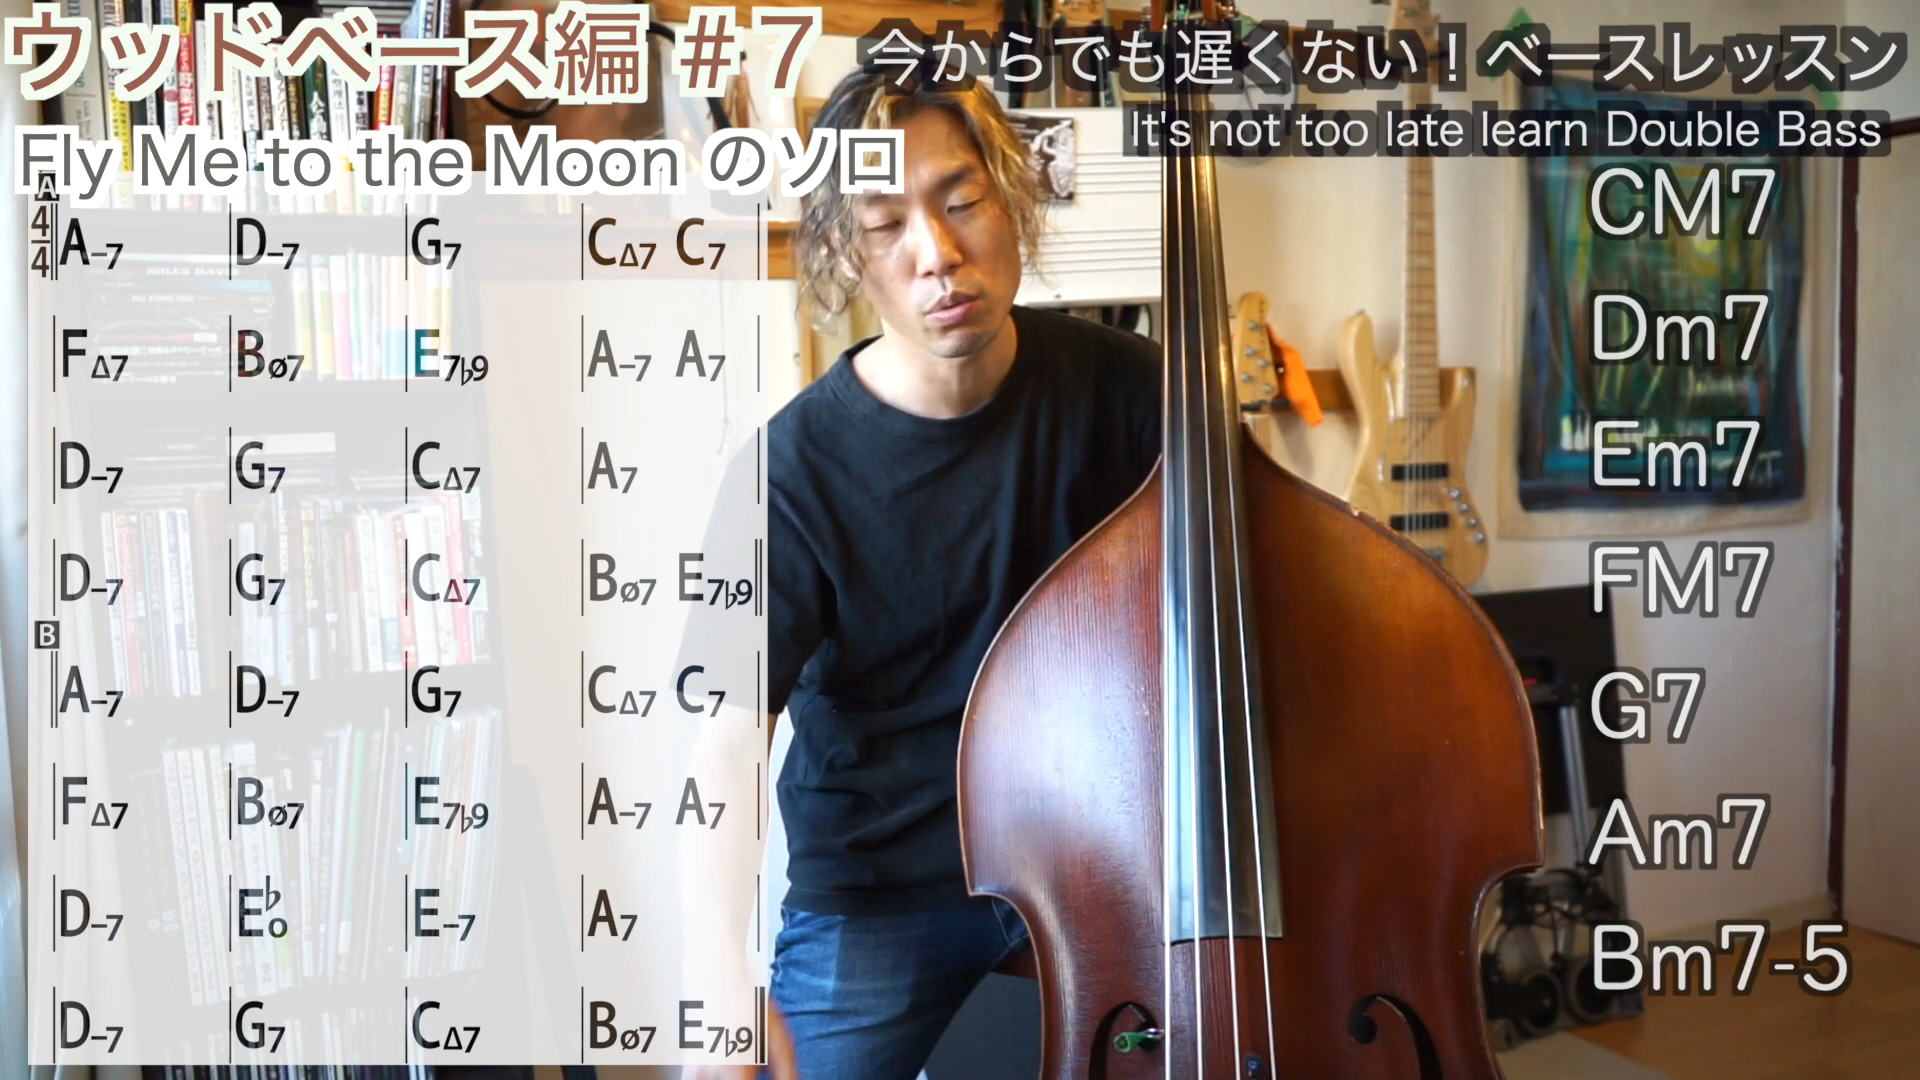 ウッドベース編 #7
今からでも遅くない！ベースレッスン
It's not too late learn Double Bass
Fly Me to the Moon のソロ
A
4/4 A–7 D–7 G7 CΔ7 C7
FΔ7 Bø7 E7♭9 A–7 A7
D–7 G7 CΔ7 A7
D–7 G7 CΔ7 Bø7 E7♭9
B
A–7 D–7 G7 CΔ7 C7
FΔ7 Bø7 E7♭9 A–7 A7
D–7 E♭o E–7 A7
D–7 G7 CΔ7 Bø7 E7♭9
CM7
Dm7
Em7
FM7
G7
Am7
Bm7-5
MILES DAVIS